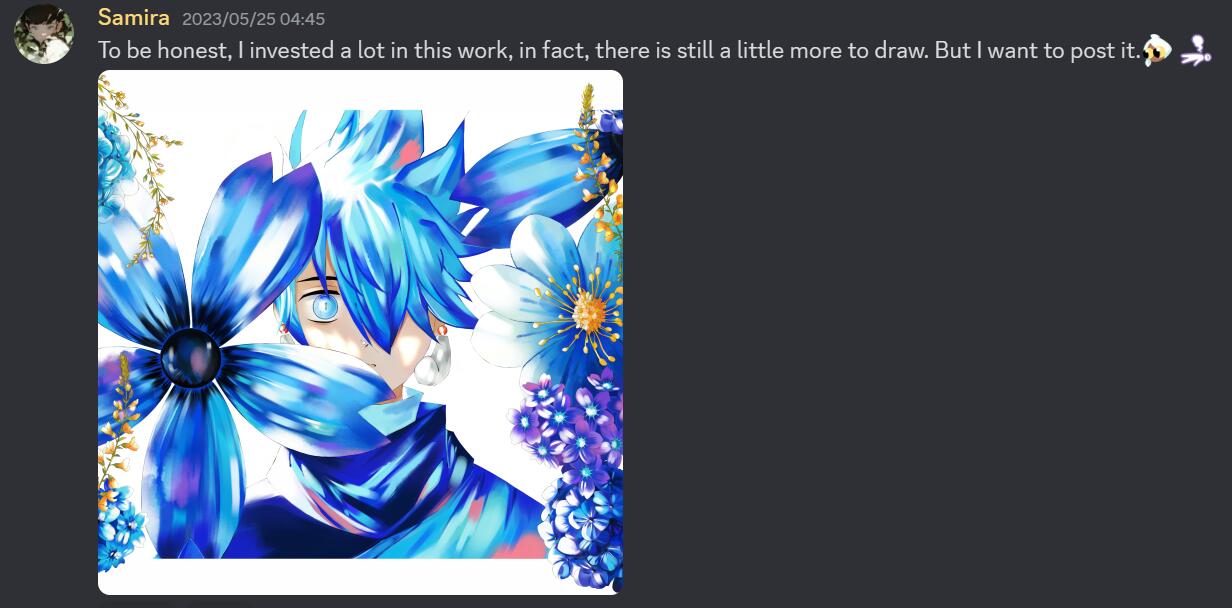 Samira 2023/05/25 04:45
To be honest, I invested a lot in this work, in fact, there is still a little more to draw. But I want to post it.